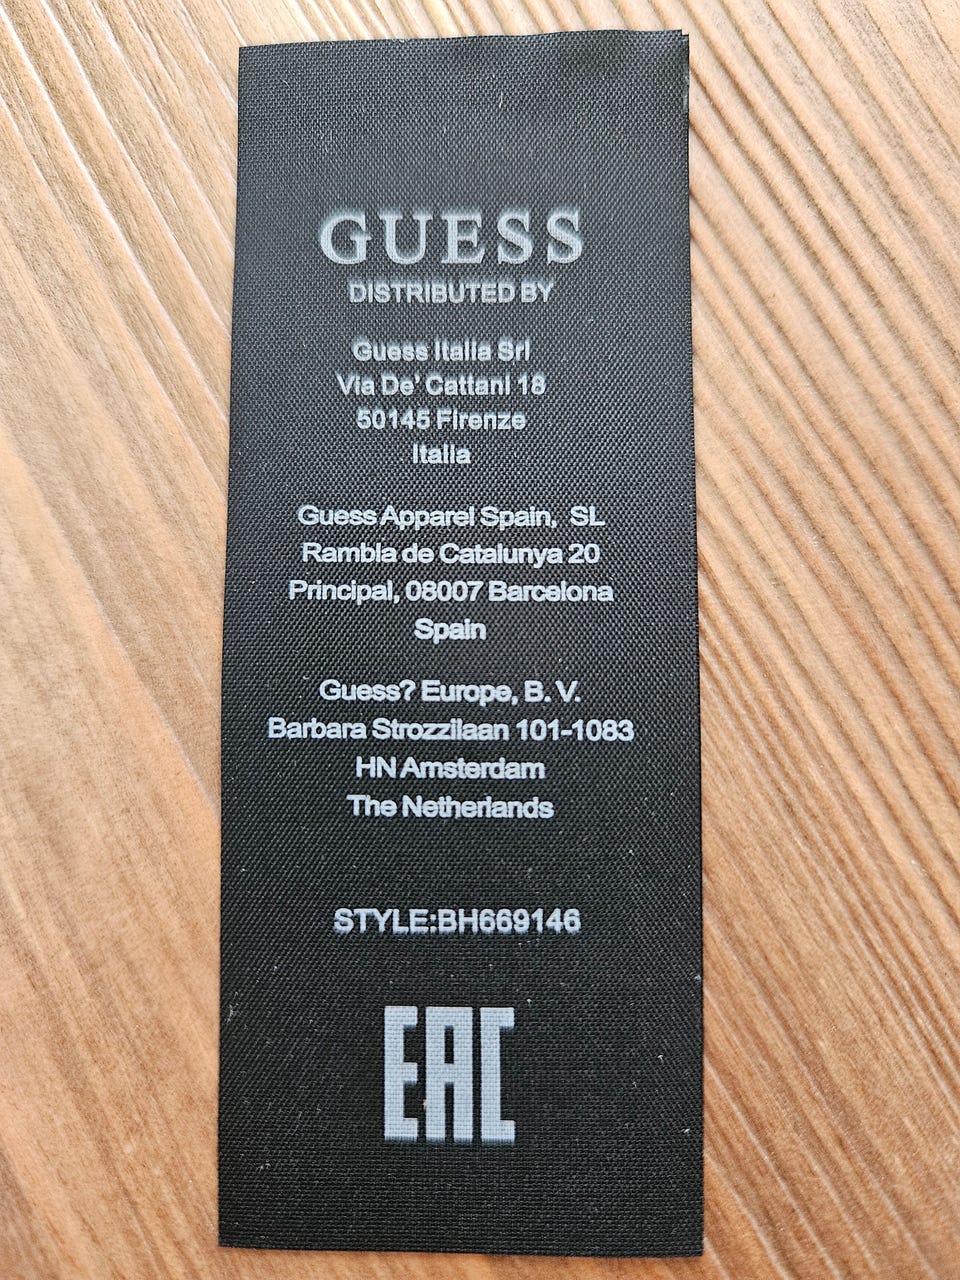 GUESS
DISTRIBUTED BY
Guess Italia Srl
Via De' Cattani 18
50145 Firenze
Italia
Guess Apparel Spain, SL
Rambla de Catalunya 20
Principal, 08007 Barcelona
Spain
Guess? Europe, B. V.
Barbara Strozzilaan 101-1083
HN Amsterdam
The Netherlands
STYLE:BH669146
EAC